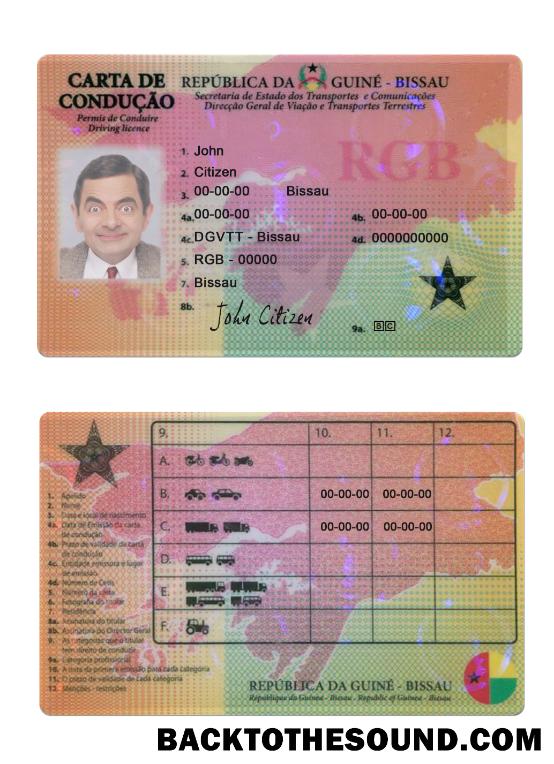 CARTA DE
CONDUÇÃO
Permis de Conduire
Driving licence
REPÚBLICA DA GUINÉ - BISSAU
Secretaria de Estado dos Transportes e Comunicações
Direcção Geral de Viação e Transportes Terrestres
RGB
1. John
2. Citizen
3. 00-00-00 Bissau
4a. 00-00-00 4b. 00-00-00
4c. DGVTT - Bissau 4d. 0000000000
5. RGB - 00000
7. Bissau
8b. John Citizen 9a. B C
9. 10. 11. 12.
A.
B. 00-00-00 00-00-00
C. 00-00-00 00-00-00
D.
E.
F.
1. Apelido
2. Nome
3. Data e local de nascimento
4a. Data de Emissão da carta
de condução
4b. Prazo de validade da carta
de condução
4c. Entidade emissora e lugar
de emissão
4d. Número de Cells
5. Número da carta
6. Fotografia do titular
7. Residência
8a. Assinatura do titular
8b. Assinatura do Director Geral
9. As categorias que o titular
tem direito de conduzir
9a. Categoria profissional
10. A data da primeira emissão para cada categoria
11. O prazo de validade de cada categoria
12. Menções - restrições
REPÚBLICA DA GUINÉ - BISSAU
République du Guinea - Bissau . Republic of Guinea - Bissau
BACKTOTHESOUND.COM